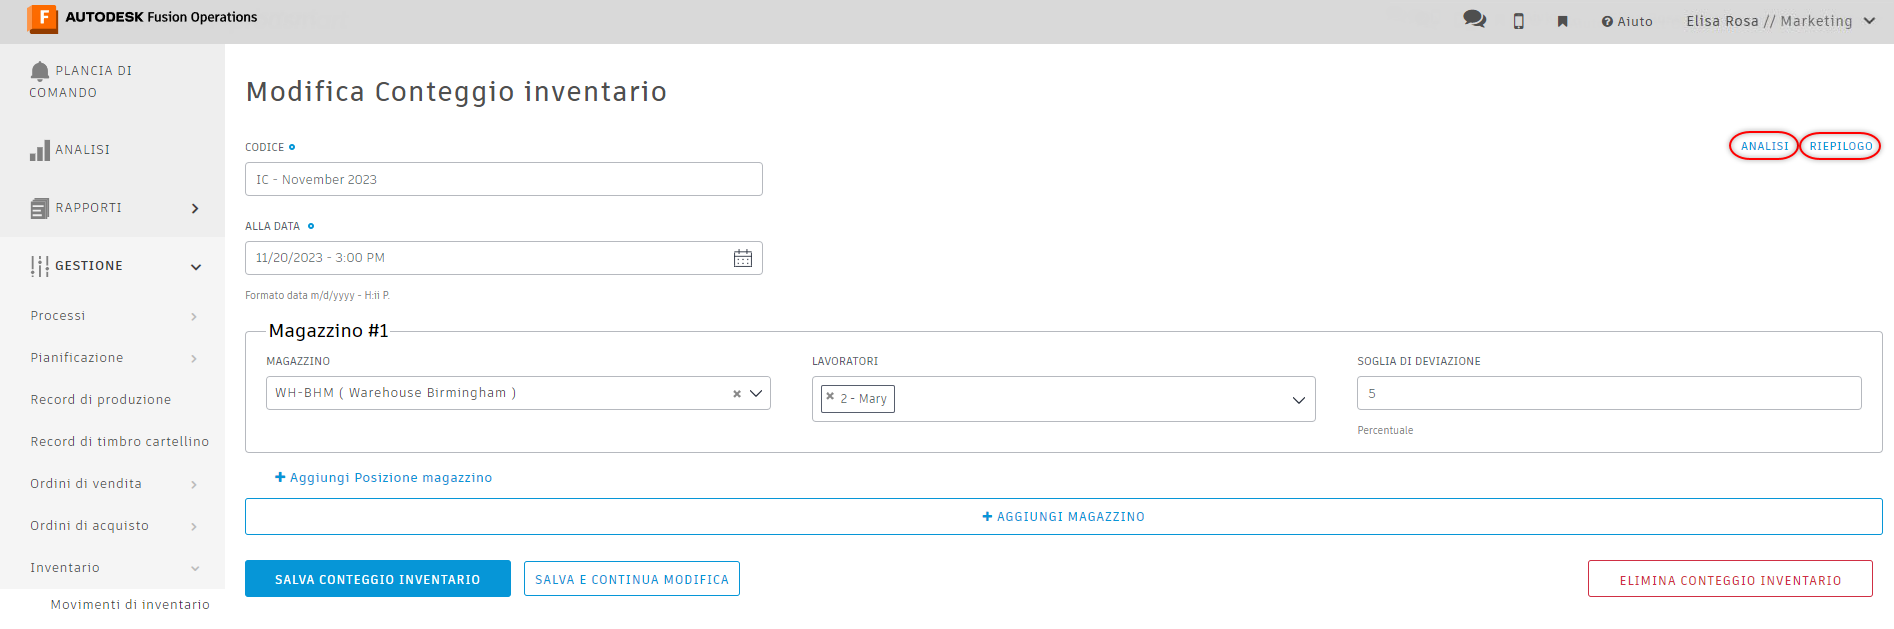 AUTODESK Fusion Operations
Aiuto
Elisa Rosa // Marketing
PLANCIA DI
COMANDO
ANALISI
RAPPORTI
GESTIONE
Processi
Pianificazione
Record di produzione
Record di timbro cartellino
Ordini di vendita
Ordini di acquisto
Inventario
Movimenti di inventario
Modifica Conteggio inventario
ANALISI
RIEPILOGO
CODICE
IC - November 2023
ALLA DATA
11/20/2023 - 3:00 PM
Formato data m/d/yyyy - H:ii P.
Magazzino #1
MAGAZZINO
WH-BHM ( Warehouse Birmingham )
LAVORATORI
2 - Mary
SOGLIA DI DEVIAZIONE
5
Percentuale
Aggiungi Posizione magazzino
AGGIUNGI MAGAZZINO
SALVA CONTEGGIO INVENTARIO
SALVA E CONTINUA MODIFICA
ELIMINA CONTEGGIO INVENTARIO